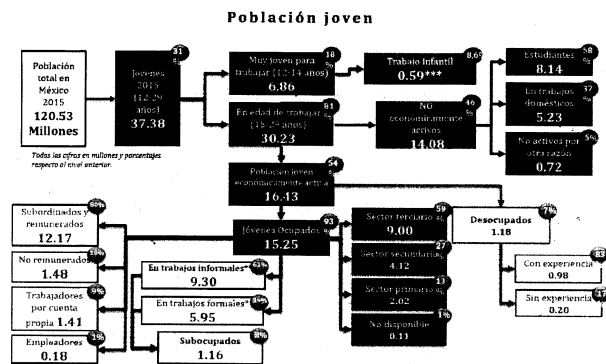 Población joven
Población
total en
México
2015
120.53
Millones
Todas las cifras en millones y porcentajes
respecto al nivel anterior.
31
%
Jóvenes
2015
(12-29
años)
37.38
18
%
Muy joven para
trabajar (12-14 años)
6.86
8.6%
Trabajo infantil
0.59***
81
%
En edad de trabajar
(15-29 años)
30.23
46
%
NO
económicamente
activos
14.08
58
%
Estudiantes
8.14
37
%
En trabajos
domésticos
5.23
5%
No activos por
otra razón
0.72
54
%
Población joven
económicamente activa
16.43
93
%
Jóvenes Ocupados
15.25
7%
Desocupados
1.18
Con experiencia
0.98
Sin experiencia
0.20
59
%
Sector terciario
9.00
27
%
Sector secundario
4.12
13
%
Sector primario
2.02
1%
No disponible
0.11
Subordinados y
remunerados
12.17
No remunerados
1.48
Trabajadores
por cuenta
propia 1.41
1%
Empleadores
0.18
En trabajos informales*
9.30
En trabajos formales*
5.95
8%
Subocupados
1.16